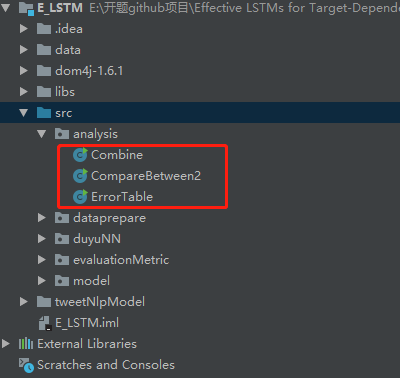 E_LSTM E:\开题github项目\Effective LSTMs for Target-Depend
.idea
data
dom4j-1.6.1
libs
src
analysis
Combine
CompareBetween2
ErrorTable
dataprepare
duyuNN
evaluationMetric
model
tweetNlpModel
E_LSTM.iml
External Libraries
Scratches and Consoles